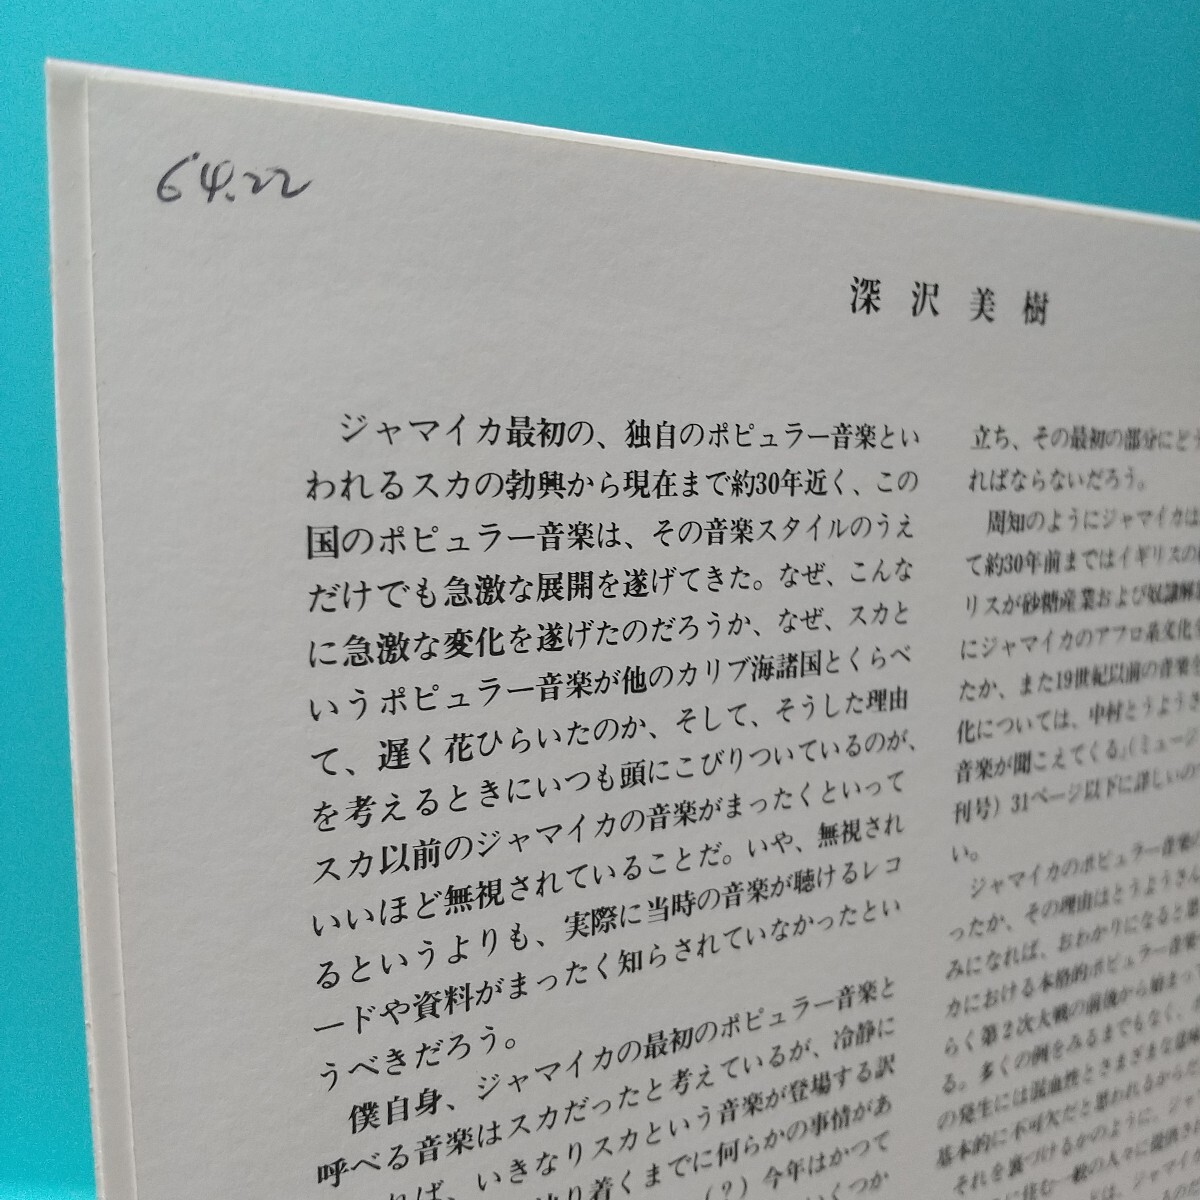 64.22
深沢美樹
ジャマイカ最初の、独自のポピュラー音楽とい
われるスカの勃興から現在まで約30年近く、この
国のポピュラー音楽は、その音楽スタイルのうえ
だけでも急激な展開を遂げてきた。なぜ、こんな
に急激な変化を遂げたのだろうか、なぜ、スカと
いうポピュラー音楽が他のカリブ海諸国とくらべ
て、遅く花ひらいたのか、そして、そうした理由
を考えるときにいつも頭にこびりついているのが、
スカ以前のジャマイカの音楽がまったくといって
いいほど無視されていることだ。いや、無視され
るというよりも、実際に当時の音楽が聴けるレコ
ードや資料がまったく知らされていなかったとい
うべきだろう。
僕自身、ジャマイカの最初のポピュラー音楽と
呼べる音楽はスカだったと考えているが、冷静に
れば、いきなりスカという音楽が登場する訳
り着くまでに何らかの事情があ
(？)今年はかつて
いくつか
立ち、その最初の部分にど
ればならないだろう。
周知のようにジャマイカは
て約30年前まではイギリスの
リスが砂糖産業および奴隷解
にジャマイカのアフロ系文化
たか、また19世紀以前の音楽
化については、中村とうよう
音楽が聞こえてくる」(ミュージ
刊号)31ページ以下に詳しいの
い。
ジャマイカのポピュラー音楽
ったか、その理由はとうようさん
みになれば、おわかりになると思
カにおける本格的ポピュラー音楽
らく第2次大戦の前後から始まって
る。多くの例をみるまでもなく、
の発生には混血性とさまざまな
基本的に不可欠だと思われるからだ
それを裏づけるかのように、ジャ
に住む一般の人々に提供さ